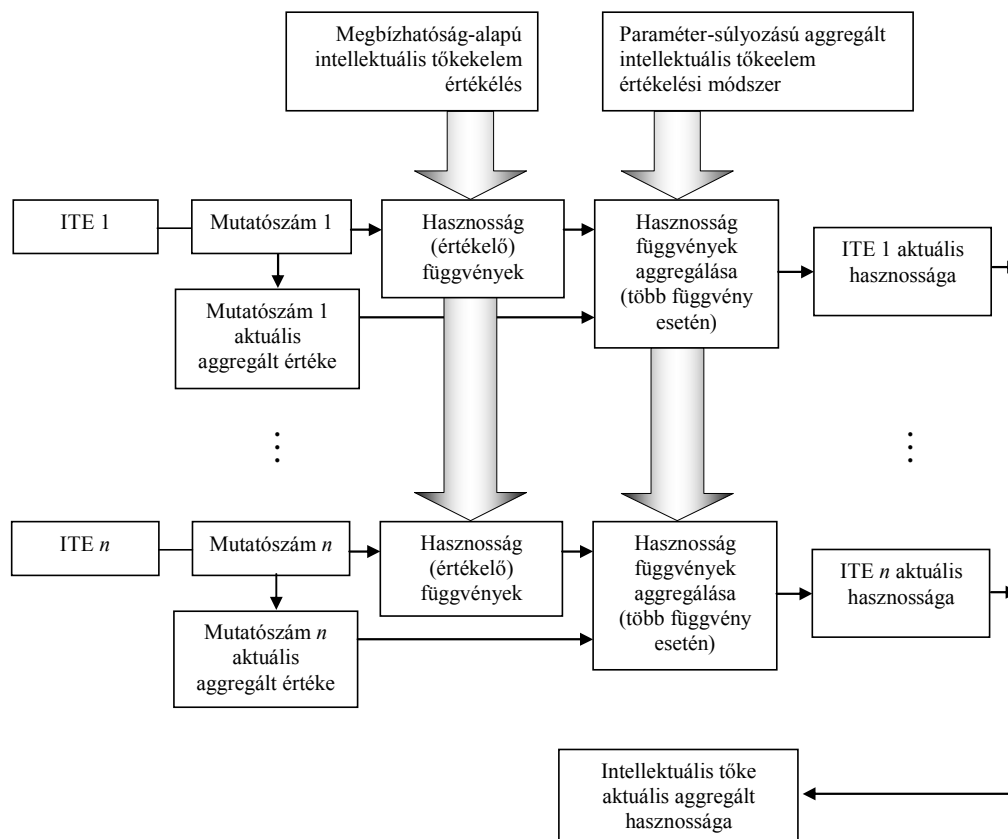 Megbízhatóság-alapú
intellektuális tőkekelem
értékélés
Paraméter-súlyozású aggregált
intellektuális tőkeelem
értékelési módszer
ITE 1
Mutatószám 1
Hasznosság
(értékelő)
függvények
Hasznosság
függvények
aggregálása
(több függvény
esetén)
ITE 1 aktuális
hasznossága
Mutatószám 1
aktuális
aggregált értéke
ITE n
Mutatószám n
Hasznosság
(értékelő)
függvények
Hasznosság
függvények
aggregálása
(több függvény
esetén)
ITE n aktuális
hasznossága
Mutatószám n
aktuális
aggregált értéke
Intellektuális tőke
aktuális aggregált
hasznossága